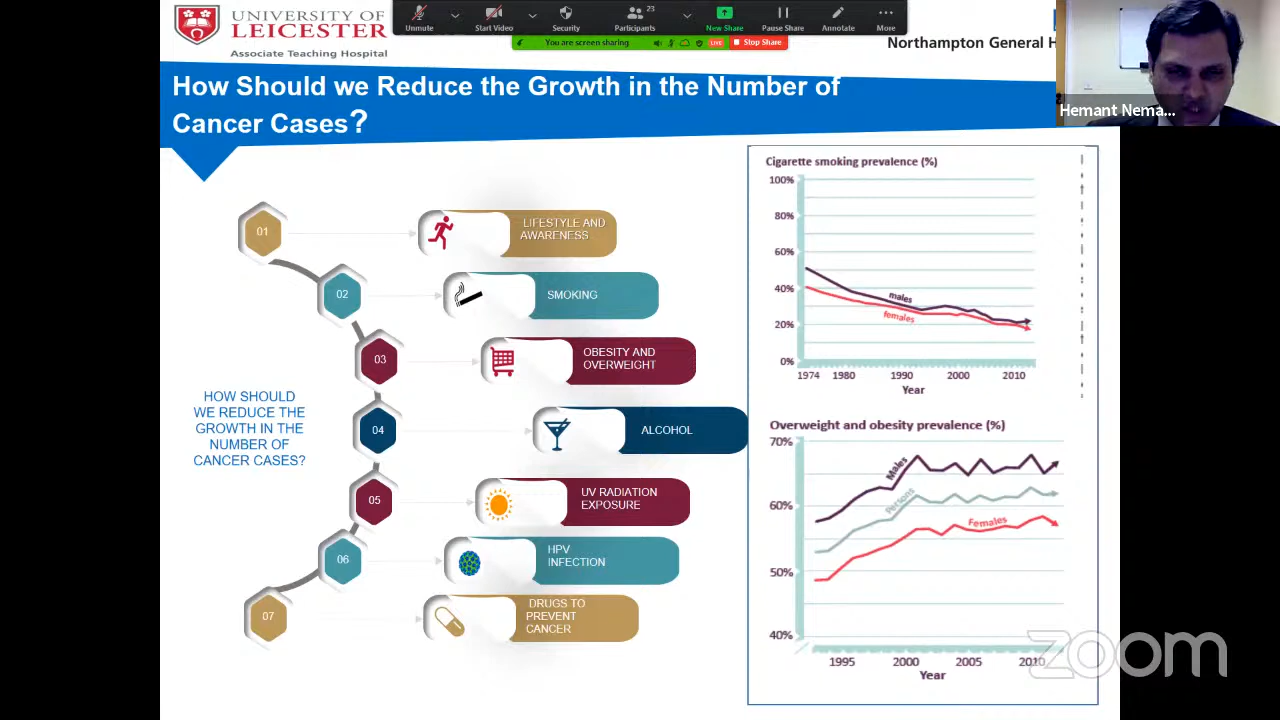 UNIVERSITY OF
LEICESTER
Associate Teaching Hospital
Unmute
Start Video
Security
23
Participants
New Share
Pause Share
Annotate
More
You are screen sharing
LIVE
Stop Share
Northampton General H
Hemant Nema...
How Should we Reduce the Growth in the Number of
Cancer Cases?
HOW SHOULD
WE REDUCE THE
GROWTH IN THE
NUMBER OF
CANCER CASES?
01
LIFESTYLE AND
AWARENESS
02
SMOKING
03
OBESITY AND
OVERWEIGHT
04
ALCOHOL
05
UV RADIATION
EXPOSURE
06
HPV
INFECTION
07
DRUGS TO
PREVENT
CANCER
Cigarette smoking prevalence (%)
100%
80%
60%
40%
20%
0%
males
females
1974 1980 1990 2000 2010
Year
Overweight and obesity prevalence (%)
70%
60%
50%
40%
Males
Persons
Females
1995 2000 2005 2010
Year
zoom